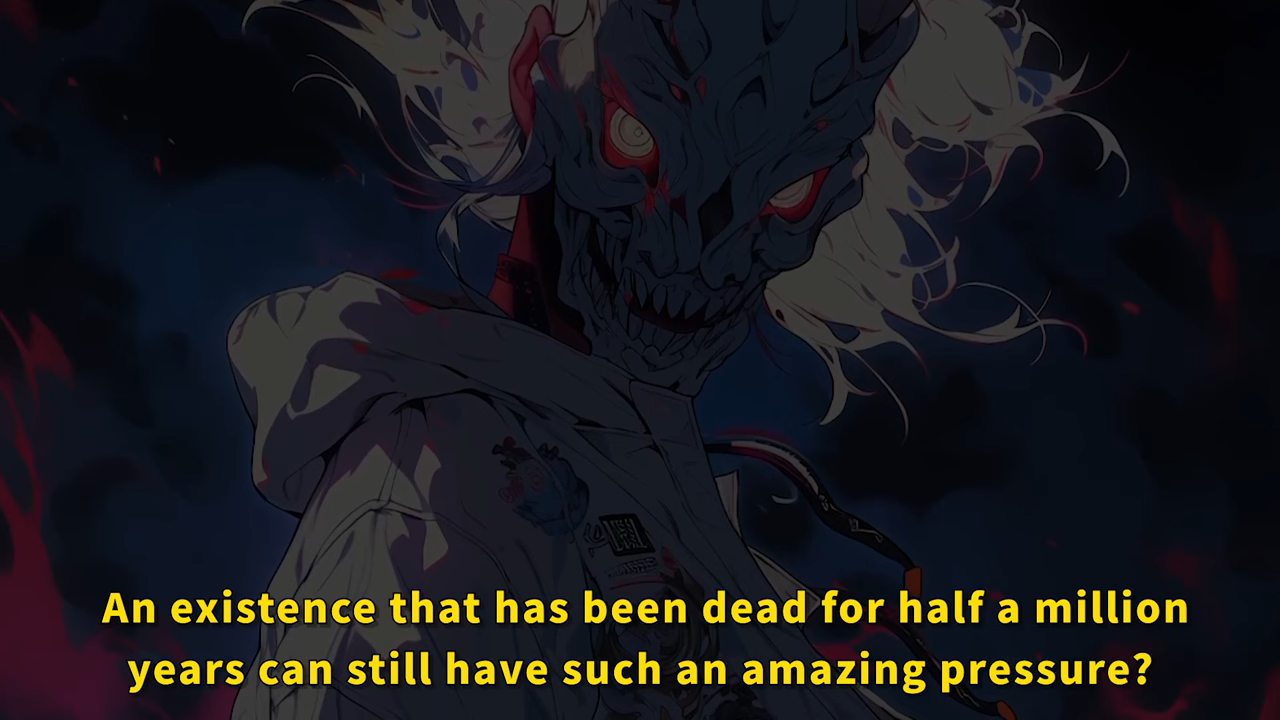 An existence that has been dead for half a million
years can still have such an amazing pressure?